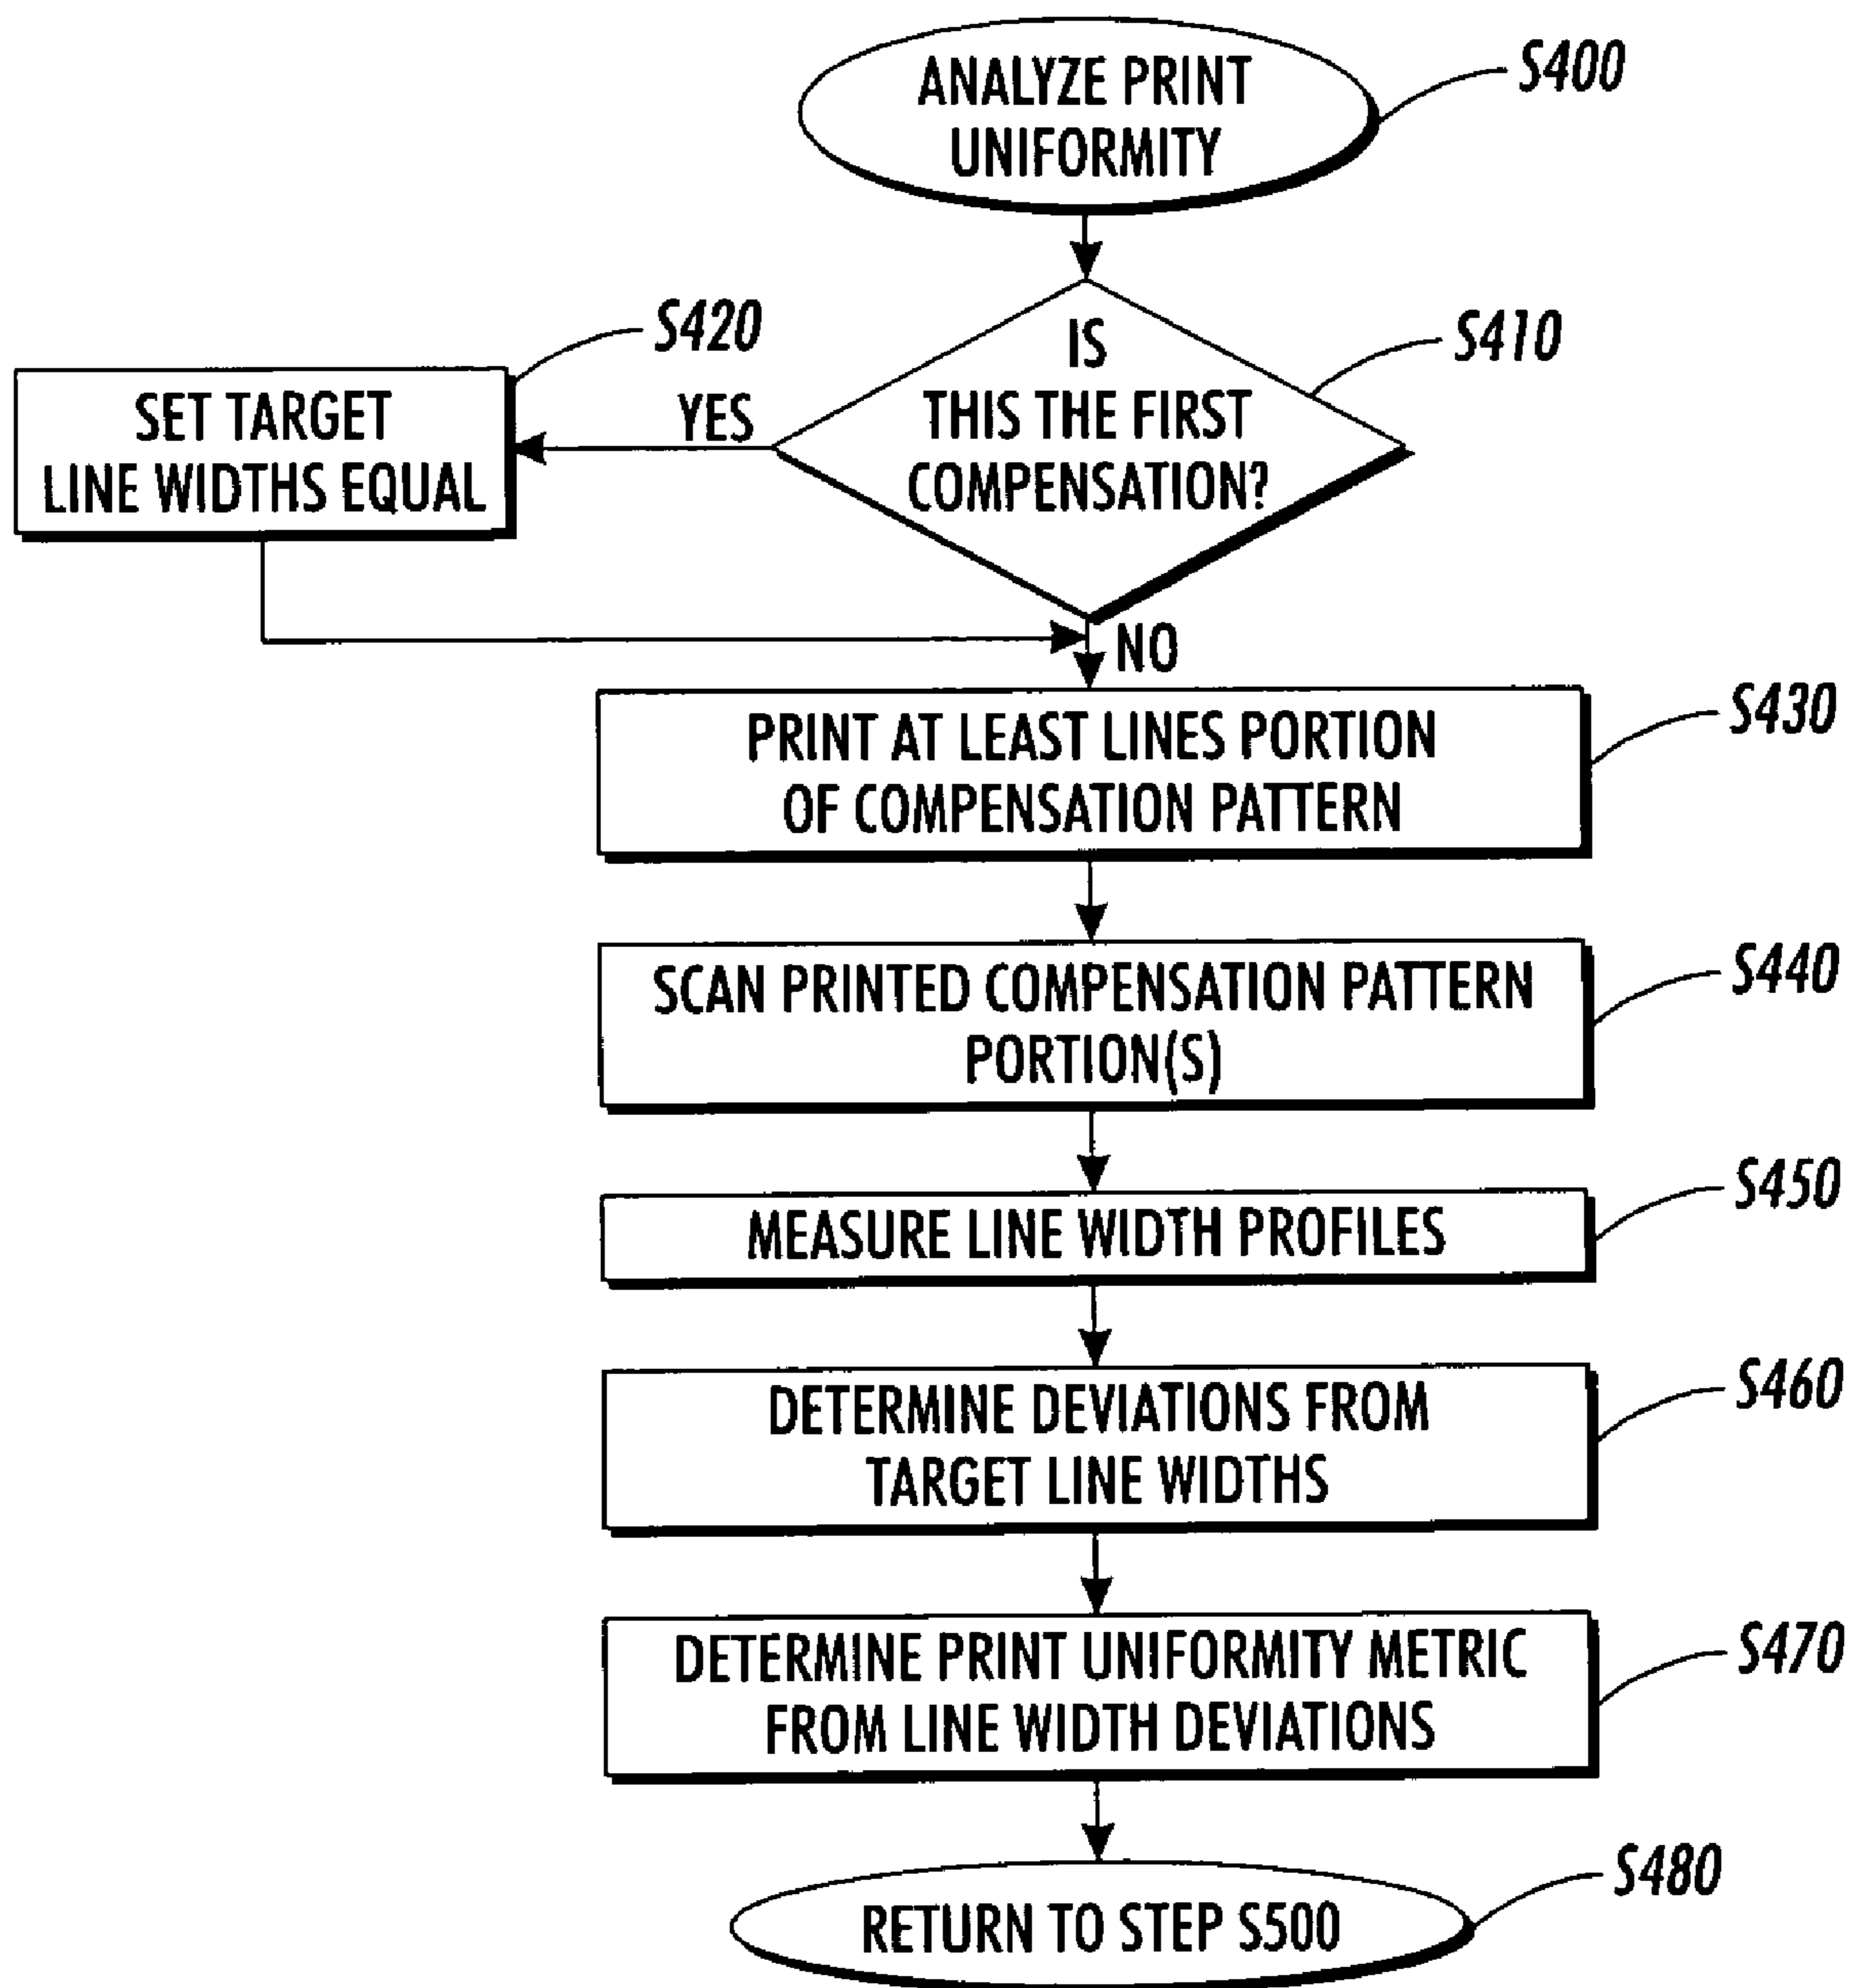 ANALYZE PRINT
UNIFORMITY
S400
IS
THIS THE FIRST
COMPENSATION?
S410
YES
S420
SET TARGET
LINE WIDTHS EQUAL
NO
PRINT AT LEAST LINES PORTION
OF COMPENSATION PATTERN
S430
SCAN PRINTED COMPENSATION PATTERN
PORTION(S)
S440
MEASURE LINE WIDTH PROFILES
S450
DETERMINE DEVIATIONS FROM
TARGET LINE WIDTHS
S460
DETERMINE PRINT UNIFORMITY METRIC
FROM LINE WIDTH DEVIATIONS
S470
RETURN TO STEP S500
S480